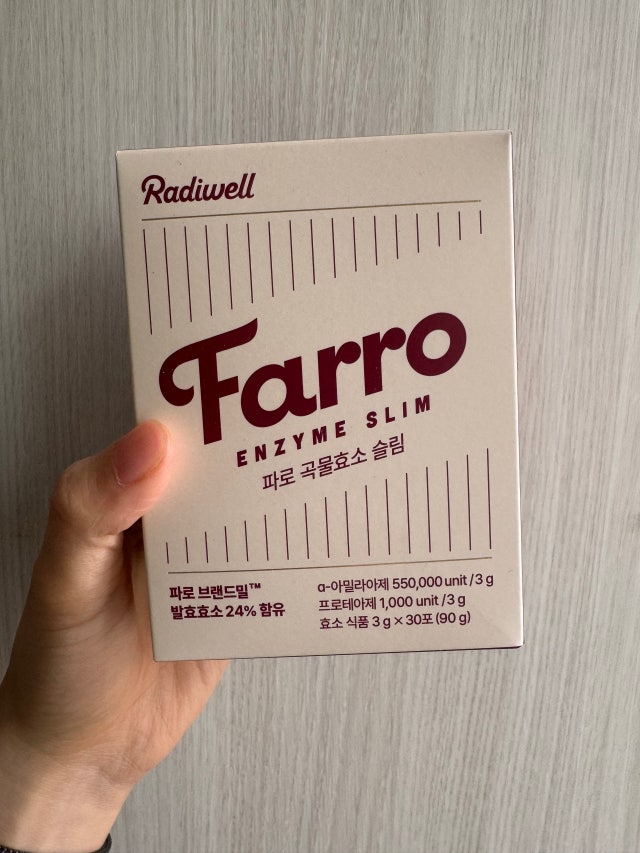 Radiwell
Farro
ENZYME SLIM
파로 곡물효소 슬림
파로 브랜드밀™
발효효소 24% 함유
α-아밀라아제 550,000 unit /3 g
프로테아제 1,000 unit /3 g
효소 식품 3 g × 30포 (90 g)